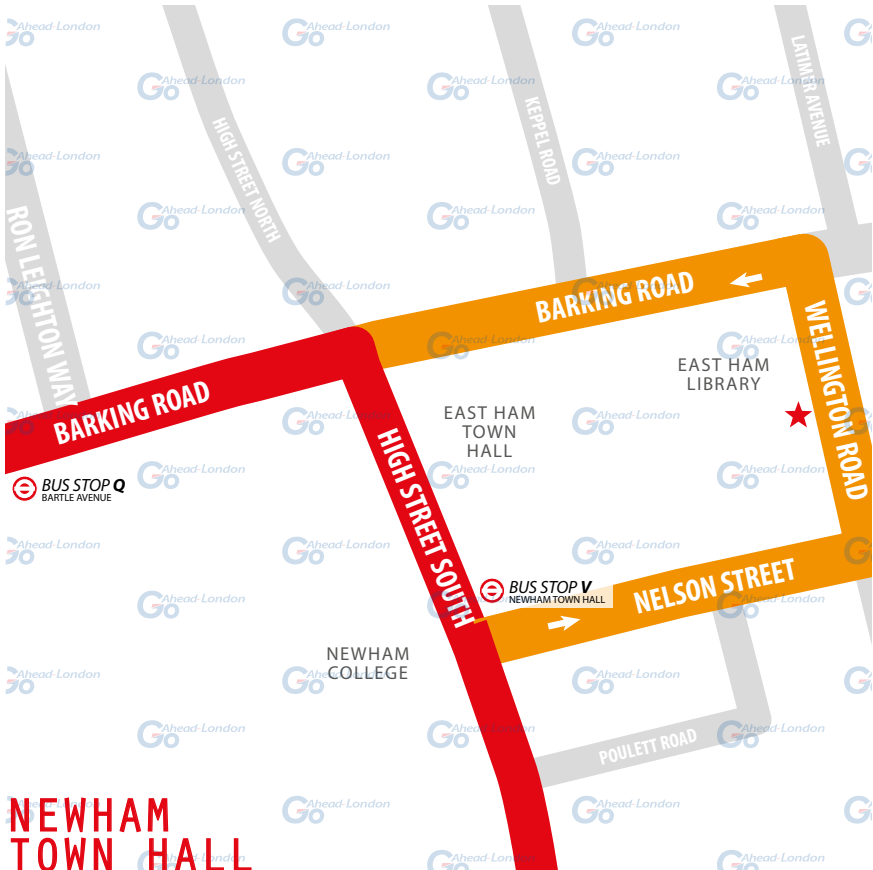 LATIMER AVENUE
KEPPEL ROAD
HIGH STREET NORTH
RON LEIGHTON WAY
BARKING ROAD
WELLINGTON ROAD
EAST HAM
LIBRARY
BARKING ROAD
EAST HAM
TOWN
HALL
HIGH STREET SOUTH
BUS STOP Q
BARTLE AVENUE
BUS STOP V
NEWHAM TOWN HALL
NELSON STREET
NEWHAM
COLLEGE
POULETT ROAD
NEWHAM
TOWN HALL
Go Ahead-London